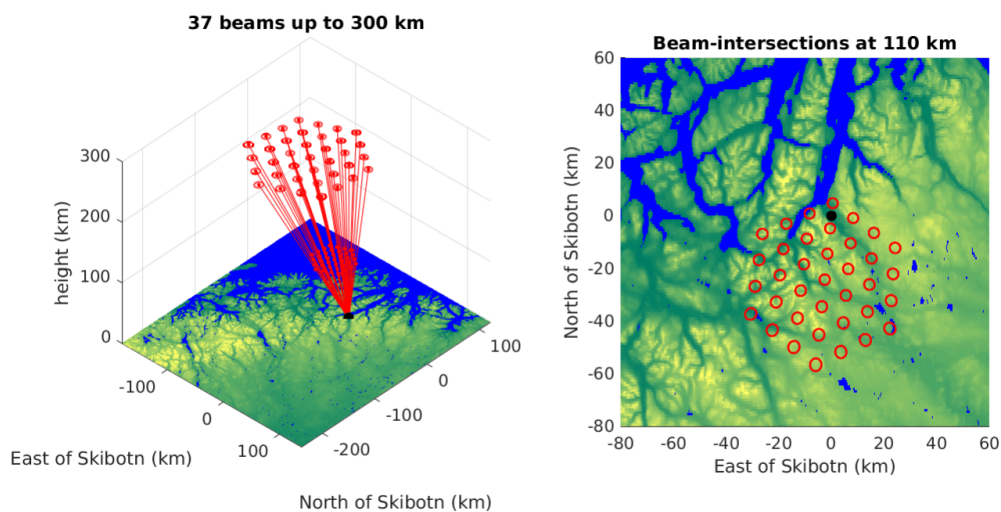 37 beams up to 300 km
300
200
100
0
height (km)
-100
0
100
East of Skibotn (km)
-200
-100
0
100
North of Skibotn (km)
Beam-intersections at 110 km
60
40
20
0
-20
-40
-60
-80
North of Skibotn (km)
-80 -60 -40 -20 0 20 40 60
East of Skibotn (km)